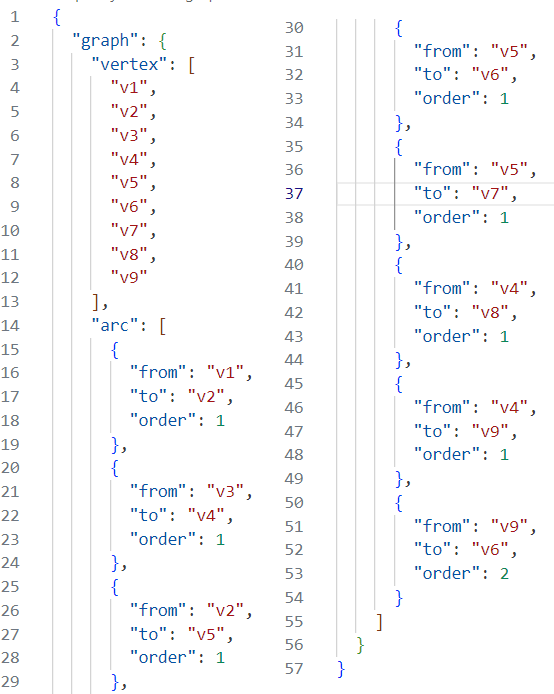 1 {
2 "graph": {
3 "vertex": [
4 "v1",
5 "v2",
6 "v3",
7 "v4",
8 "v5",
9 "v6",
10 "v7",
11 "v8",
12 "v9"
13 ],
14 "arc": [
15 {
16 "from": "v1",
17 "to": "v2",
18 "order": 1
19 },
20 {
21 "from": "v3",
22 "to": "v4",
23 "order": 1
24 },
25 {
26 "from": "v2",
27 "to": "v5",
28 "order": 1
29 },
30 {
31 "from": "v5",
32 "to": "v6",
33 "order": 1
34 },
35 {
36 "from": "v5",
37 "to": "v7",
38 "order": 1
39 },
40 {
41 "from": "v4",
42 "to": "v8",
43 "order": 1
44 },
45 {
46 "from": "v4",
47 "to": "v9",
48 "order": 1
49 },
50 {
51 "from": "v9",
52 "to": "v6",
53 "order": 2
54 }
55 ]
56 }
57 }